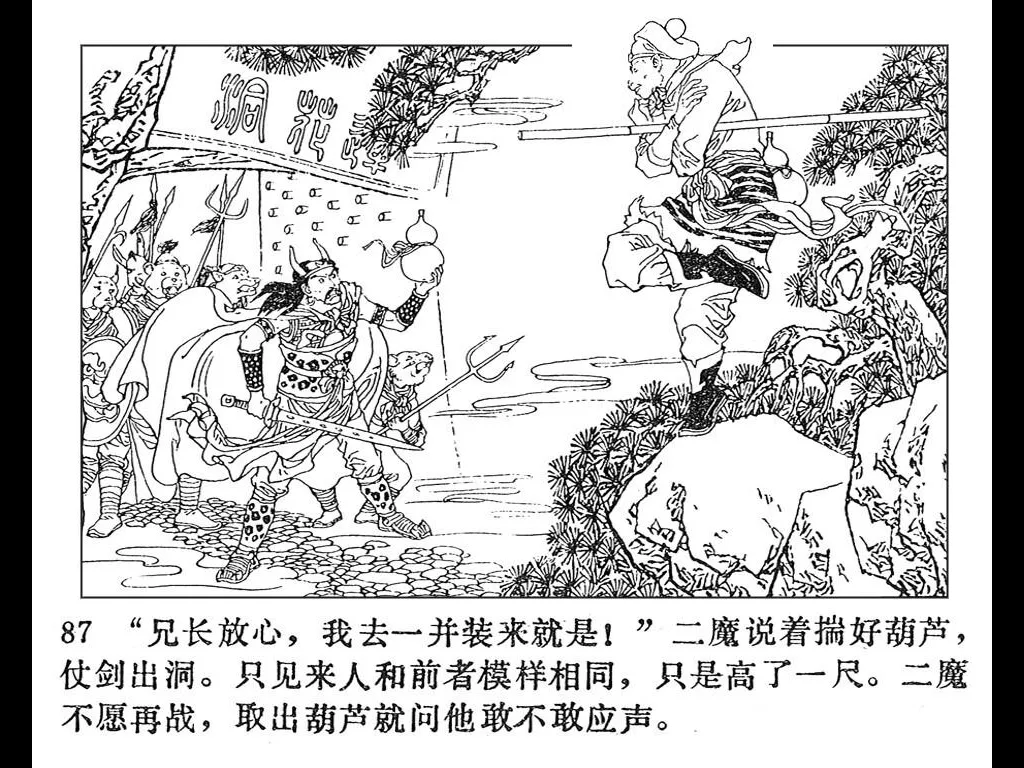 洞花莲
87 “兄长放心，我去一并装来就是！”二魔说着揣好葫芦，
仗剑出洞。只见来人和前者模样相同，只是高了一尺。二魔
不愿再战，取出葫芦就问他敢不敢应声。